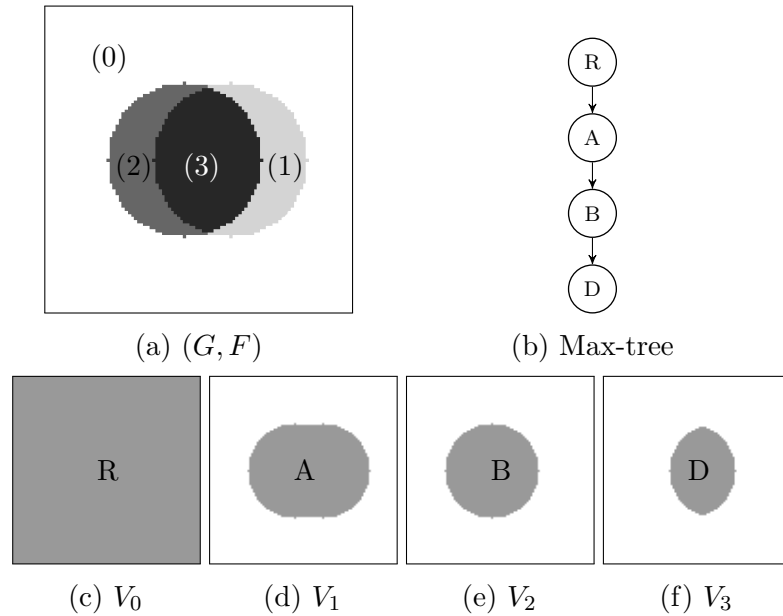 (0)
(2) (3) (1)
(a) (G, F)
R
A
B
D
(b) Max-tree
R
A
B
D
(c) V₀
(d) V₁
(e) V₂
(f) V₃